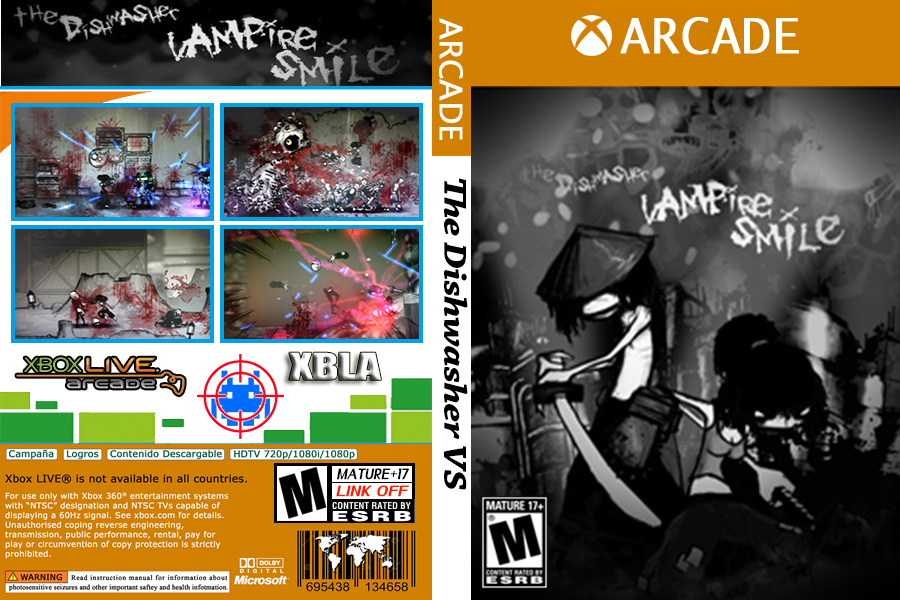 the Dishwasher
VAMPiRE
SMiLE
XBOX LIVE.
arcade
XBLA
Campaña Logros Contenido Descargable HDTV 720p/1080i/1080p
Xbox LIVE® is not available in all countries.
For use only with Xbox 360® entertainment systems
with “NTSC” designation and NTSC TVs capable of
displaying a 60Hz signal. See xbox.com for details.
Unauthorised coping reverse engineering,
transmission, public performance, rental, pay for
play or circumvention of copy protection is strictly
prohibited.
WARNING Read instruction manual for information about
photosensitive seizures and other important saftey and health infotmation.
DOLBY
DIGITAL
Microsoft®
M
MATURE+17
LINK OFF
CONTENT RATED BY
ESRB
695438 134658
ARCADE
The Dishwasher VS
ARCADE
the Dishwasher
VAMPiRE
SMiLE
MATURE 17+
M
CONTENT RATED BY
ESRB